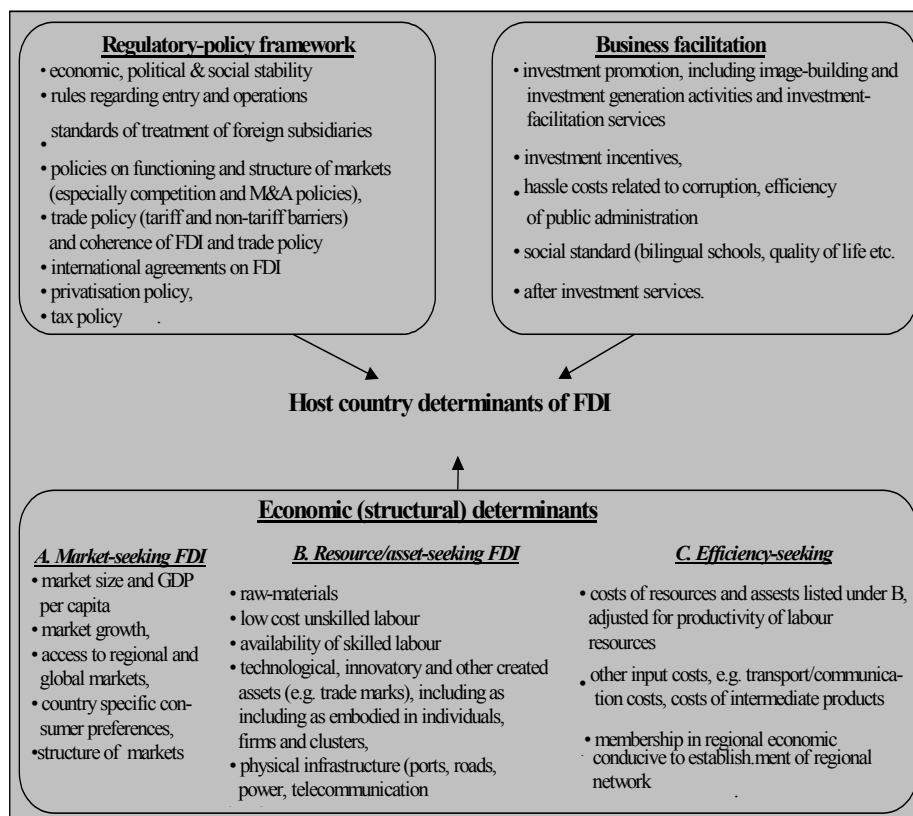 Regulatory-policy framework
• economic, political & social stability
• rules regarding entry and operations
standards of treatment of foreign subsidiaries
•
• policies on functioning and structure of markets
(especially competition and M&A policies),
• trade policy (tariff and non-tariff barriers)
and coherence of FDI and trade policy
• international agreements on FDI
• privatisation policy,
• tax policy .
Business facilitation
• investment promotion, including image-building and
investment generation activities and investment-
facilitation services
• investment incentives,
• hassle costs related to corruption, efficiency
of public administration
• social standard (bilingual schools, quality of life etc.
• after investment services.
Host country determinants of FDI
Economic (structural) determinants
A. Market-seeking FDI
• market size and GDP
per capita
• market growth,
• access to regional and
global markets,
• country specific con-
sumer preferences,
•structure of markets
B. Resource/asset-seeking FDI
• raw-materials
• low cost unskilled labour
• availability of skilled labour
• technological, innovatory and other created
assets (e.g. trade marks), including as
including as embodied in individuals,
firms and clusters,
• physical infrastructure (ports, roads,
power, telecommunication
C. Efficiency-seeking
• costs of resources and assests listed under B,
adjusted for productivity of labour
resources
• other input costs, e.g. transport/communica-
tion costs, costs of intermediate products
• membership in regional economic
conducive to establish.ment of regional
network
.